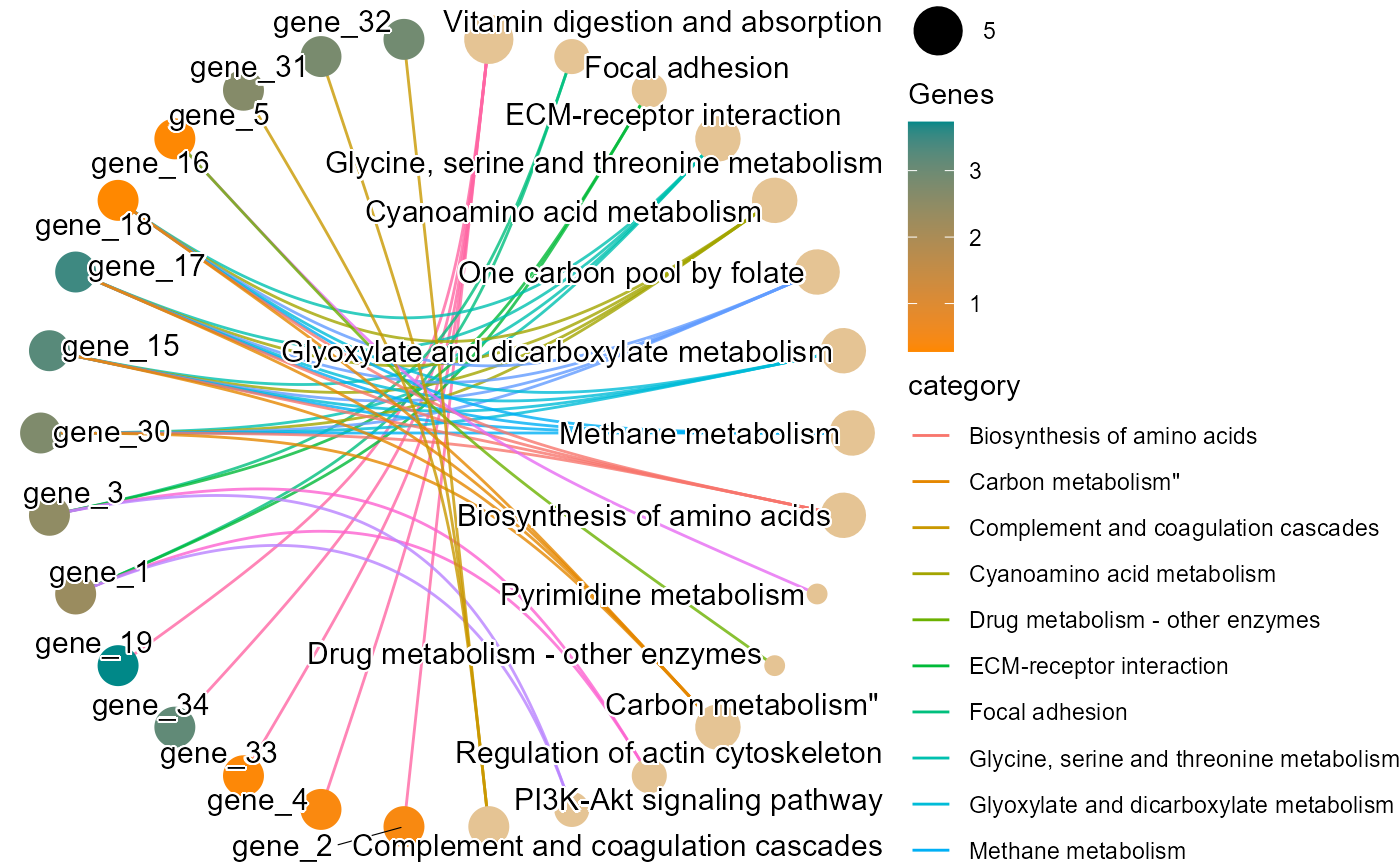 gene_32
Vitamin digestion and absorption
gene_31
Focal adhesion
gene_5
ECM-receptor interaction
gene_16
Glycine, serine and threonine metabolism
gene_18
Cyanoamino acid metabolism
gene_17
One carbon pool by folate
gene_15
Glyoxylate and dicarboxylate metabolism
gene_30
Methane metabolism
gene_3
Biosynthesis of amino acids
gene_1
Pyrimidine metabolism
gene_19
Drug metabolism - other enzymes
gene_34
Carbon metabolism"
gene_33
Regulation of actin cytoskeleton
gene_4
PI3K-Akt signaling pathway
gene_2
Complement and coagulation cascades
5
Genes
3
2
1
category
Biosynthesis of amino acids
Carbon metabolism"
Complement and coagulation cascades
Cyanoamino acid metabolism
Drug metabolism - other enzymes
ECM-receptor interaction
Focal adhesion
Glycine, serine and threonine metabolism
Glyoxylate and dicarboxylate metabolism
Methane metabolism